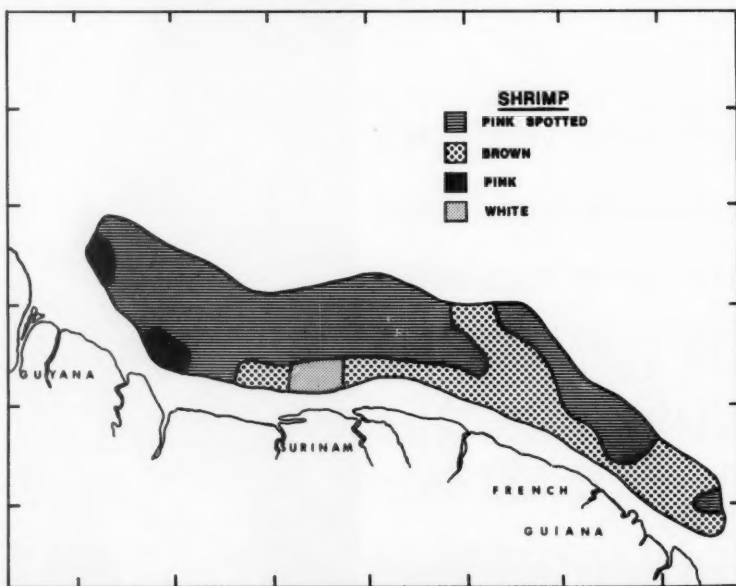 SHRIMP
PINK SPOTTED
BROWN
PINK
WHITE
GUYANA
SURINAM
FRENCH
GUIANA